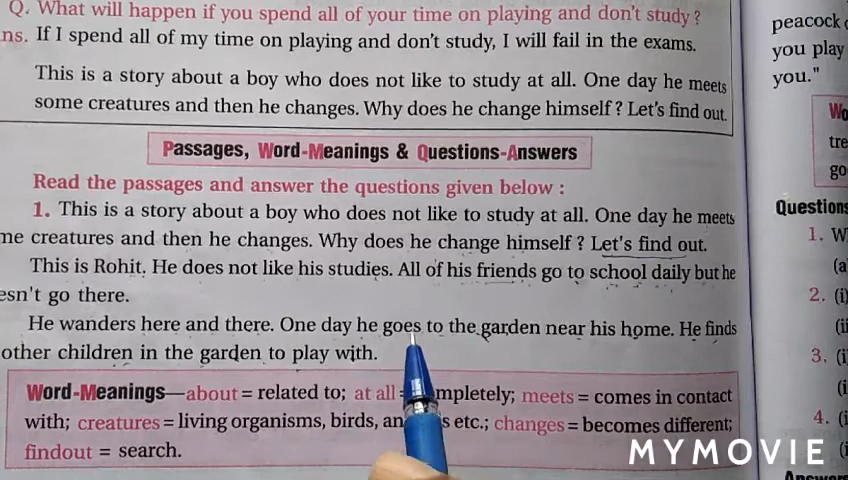 Q. What will happen if you spend all of your time on playing and don't study ?
ns. If I spend all of my time on playing and don't study, I will fail in the exams.
This is a story about a boy who does not like to study at all. One day he meets
some creatures and then he changes. Why does he change himself ? Let's find out.
Passages, Word-Meanings & Questions-Answers
Read the passages and answer the questions given below :
1. This is a story about a boy who does not like to study at all. One day he meets
me creatures and then he changes. Why does he change himself ? Let's find out.
This is Rohit. He does not like his studies. All of his friends go to school daily but he
esn't go there.
He wanders here and there. One day he goes to the garden near his home. He finds
other children in the garden to play with.
Word-Meanings—about = related to; at all = mpletely; meets = comes in contact
with; creatures = living organisms, birds, an s etc.; changes = becomes different;
findout = search.
peacock
you play
you."
Wo
tre
go
Questions
1. W
(a
2. (i)
(ii
3. (i
(i
4. (i
(i
Answers
MYMOVIE